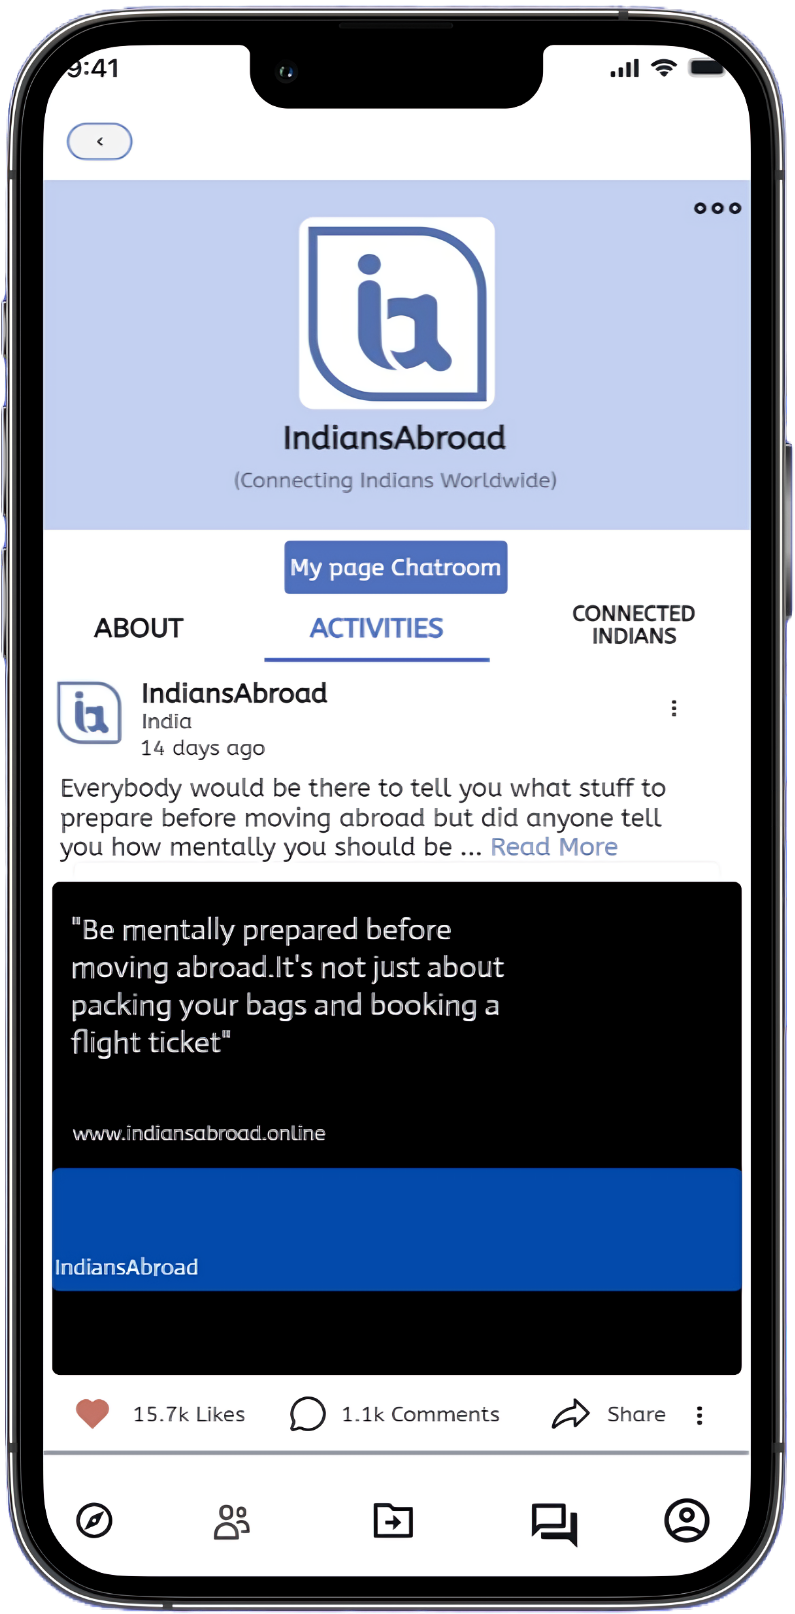 9:41
IndiansAbroad
(Connecting Indians Worldwide)
My page Chatroom
ABOUT
ACTIVITIES
CONNECTED
INDIANS
IndiansAbroad
India
14 days ago
Everybody would be there to tell you what stuff to
prepare before moving abroad but did anyone tell
you how mentally you should be ... Read More
"Be mentally prepared before
moving abroad.It's not just about
packing your bags and booking a
flight ticket"
www.indiansabroad.online
IndiansAbroad
15.7k Likes
1.1k Comments
Share